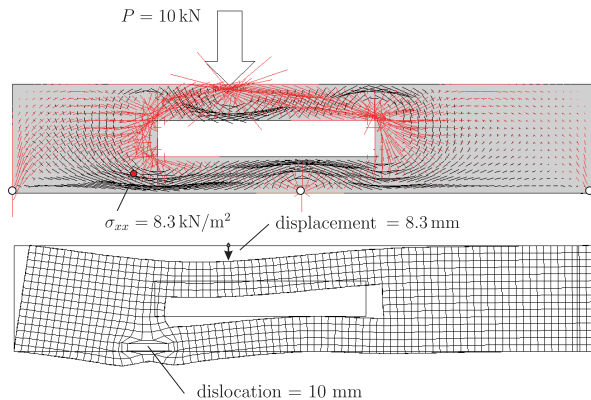 P = 10 kN
σxx = 8.3 kN/m²
displacement = 8.3 mm
dislocation = 10 mm